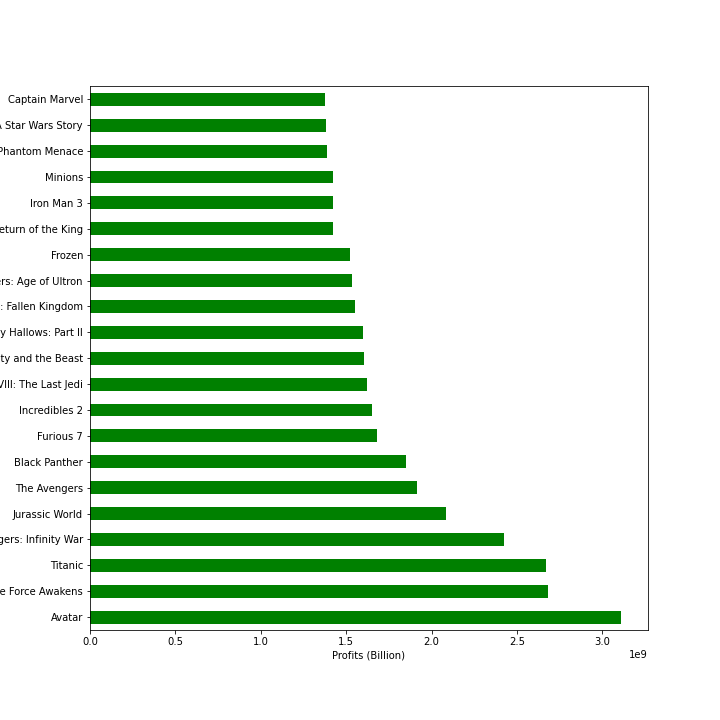 Captain Marvel
A Star Wars Story
Phantom Menace
Minions
Iron Man 3
eturn of the King
Frozen
ers: Age of Ultron
: Fallen Kingdom
y Hallows: Part II
ty and the Beast
VIII: The Last Jedi
Incredibles 2
Furious 7
Black Panther
The Avengers
Jurassic World
gers: Infinity War
Titanic
e Force Awakens
Avatar
0.0 0.5 1.0 1.5 2.0 2.5 3.0
Profits (Billion)
1e9